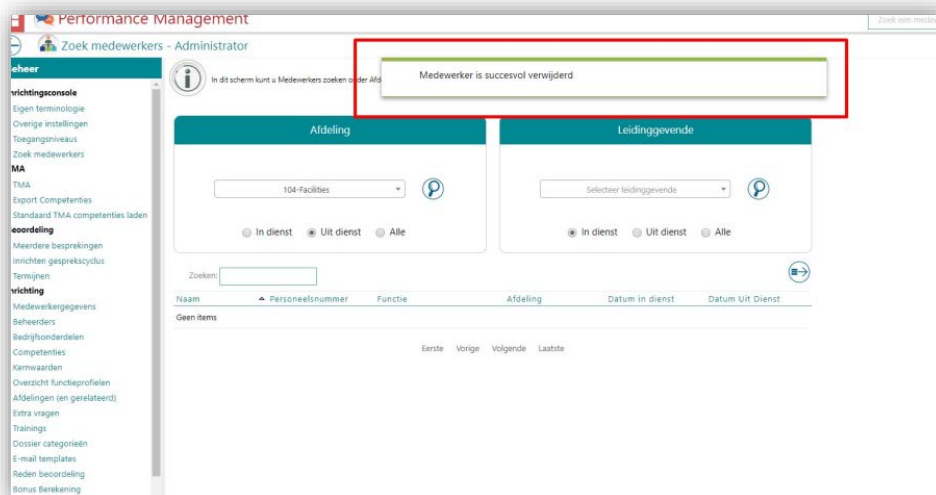 Performance Management
Zoek een medew
Zoek medewerkers - Administrator
eheer
In dit scherm kunt u Medewerkers zoeken onder Afde
Medewerker is succesvol verwijderd
nrichtingsconsole
Eigen terminologie
Overige instellingen
Toegangsniveaus
Zoek medewerkers
MA
TMA
Export Competenties
Standaard TMA competenties laden
eoordeling
Meerdere besprekingen
Inrichten gesprekscyclus
Termijnen
nrichting
Medewerkergegevens
Beheerders
Bedrijfsonderdelen
Competenties
Kernwaarden
Overzicht functieprofielen
Afdelingen (en gerelateerd)
Extra vragen
Trainings
Dossier categorieën
E-mail templates
Reden beoordeling
Bonus Berekening
Afdeling
104-Facilities
In dienst Uit dienst Alle
Leidinggevende
Selecteer leidinggevende
In dienst Uit dienst Alle
Zoeken:
Naam Personeelsnummer Functie Afdeling Datum in dienst Datum Uit Dienst
Geen items
Eerste Vorige Volgende Laatste